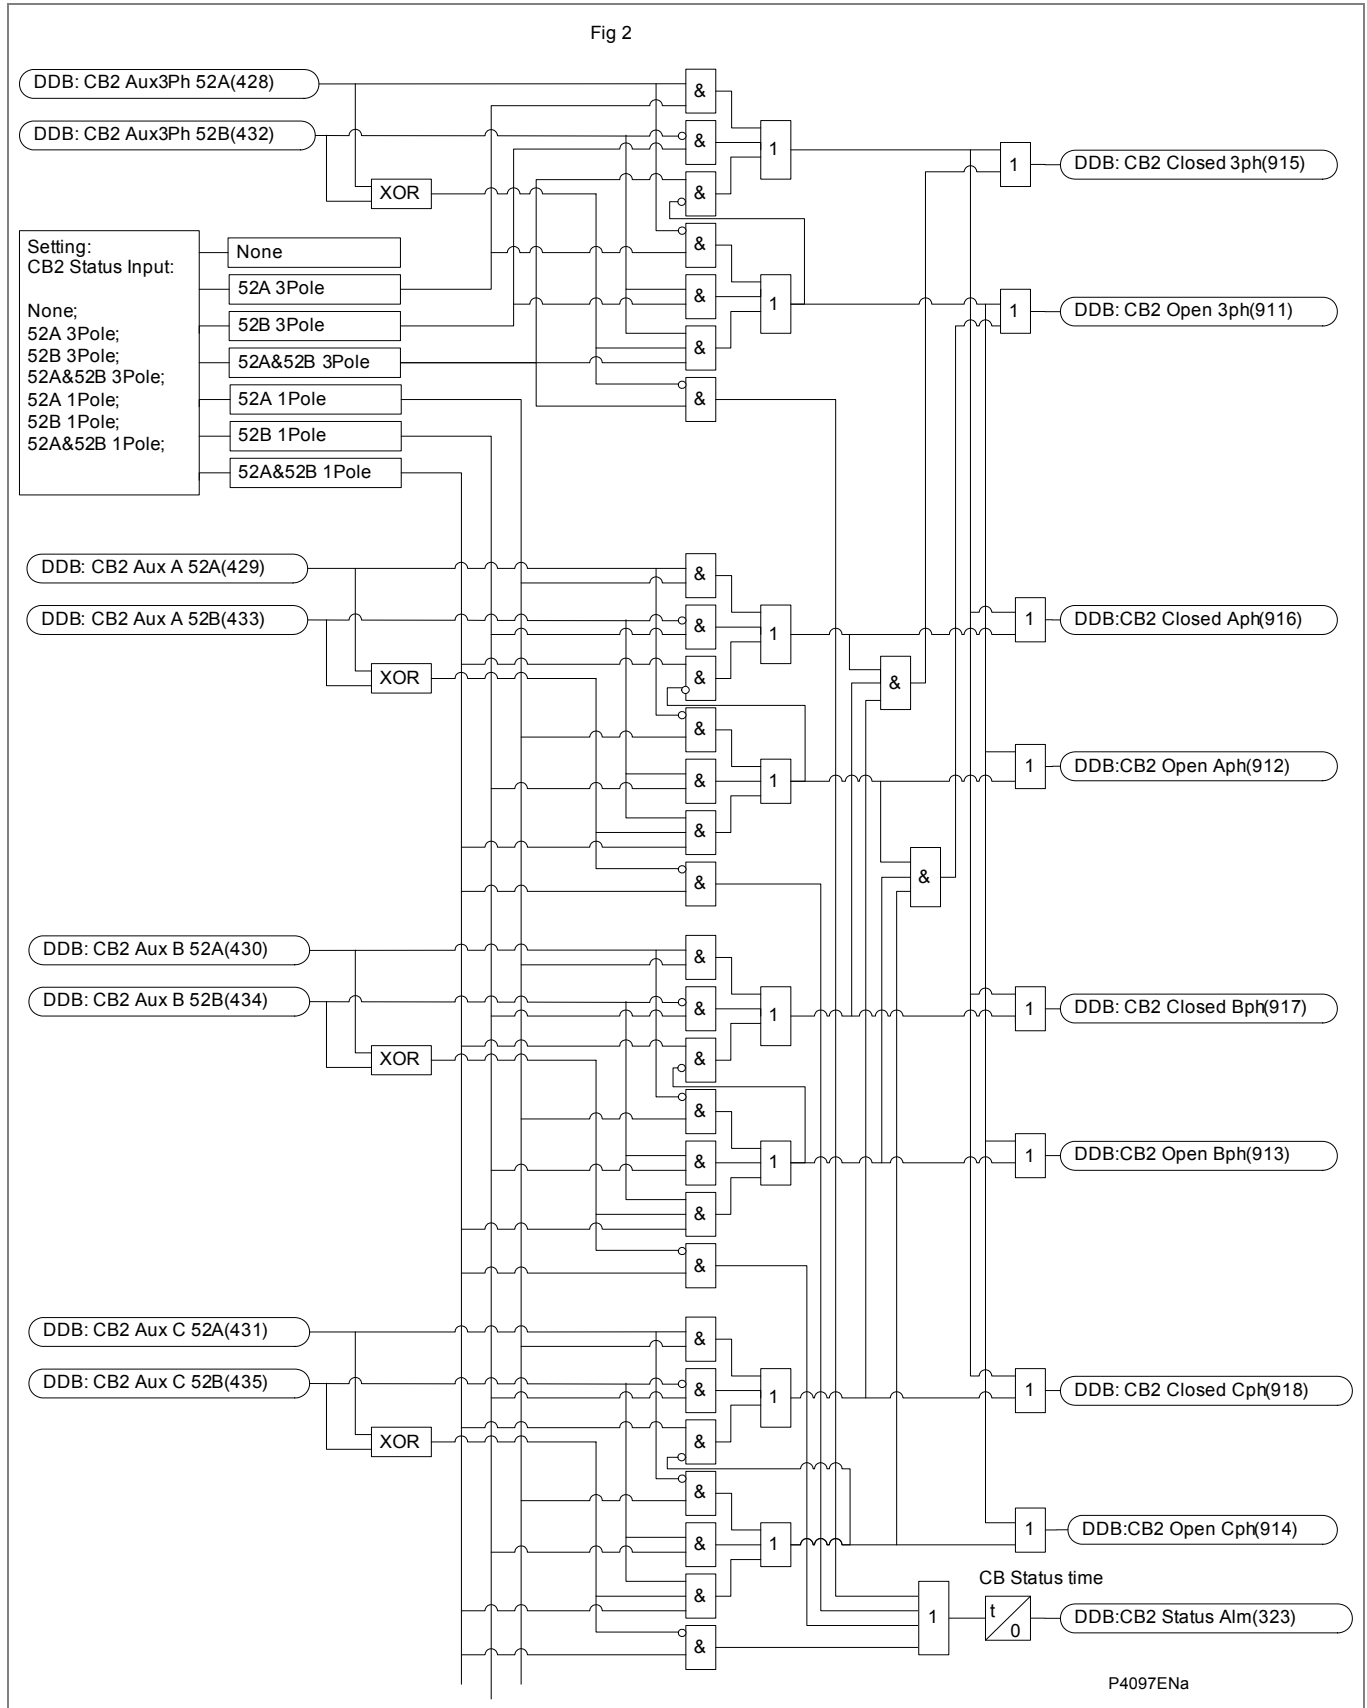 Fig 2
DDB: CB2 Aux3Ph 52A(428)
&
DDB: CB2 Aux3Ph 52B(432)
&
1
1
DDB: CB2 Closed 3ph(915)
XOR
&
Setting:
CB2 Status Input:
None;
52A 3Pole;
52B 3Pole;
52A&52B 3Pole;
52A 1Pole;
52B 1Pole;
52A&52B 1Pole;
None
52A 3Pole
52B 3Pole
52A&52B 3Pole
52A 1Pole
52B 1Pole
52A&52B 1Pole
&
&
1
1
DDB: CB2 Open 3ph(911)
&
&
DDB: CB2 Aux A 52A(429)
&
DDB: CB2 Aux A 52B(433)
&
1
1
DDB:CB2 Closed Aph(916)
XOR
&
&
&
&
1
1
DDB:CB2 Open Aph(912)
&
&
&
DDB: CB2 Aux B 52A(430)
&
DDB: CB2 Aux B 52B(434)
&
1
1
DDB: CB2 Closed Bph(917)
XOR
&
&
&
1
1
DDB:CB2 Open Bph(913)
&
&
DDB: CB2 Aux C 52A(431)
&
DDB: CB2 Aux C 52B(435)
&
1
1
DDB: CB2 Closed Cph(918)
XOR
&
&
&
1
1
DDB:CB2 Open Cph(914)
&
CB Status time
1
t
0
DDB:CB2 Status Alm(323)
&
P4097ENa